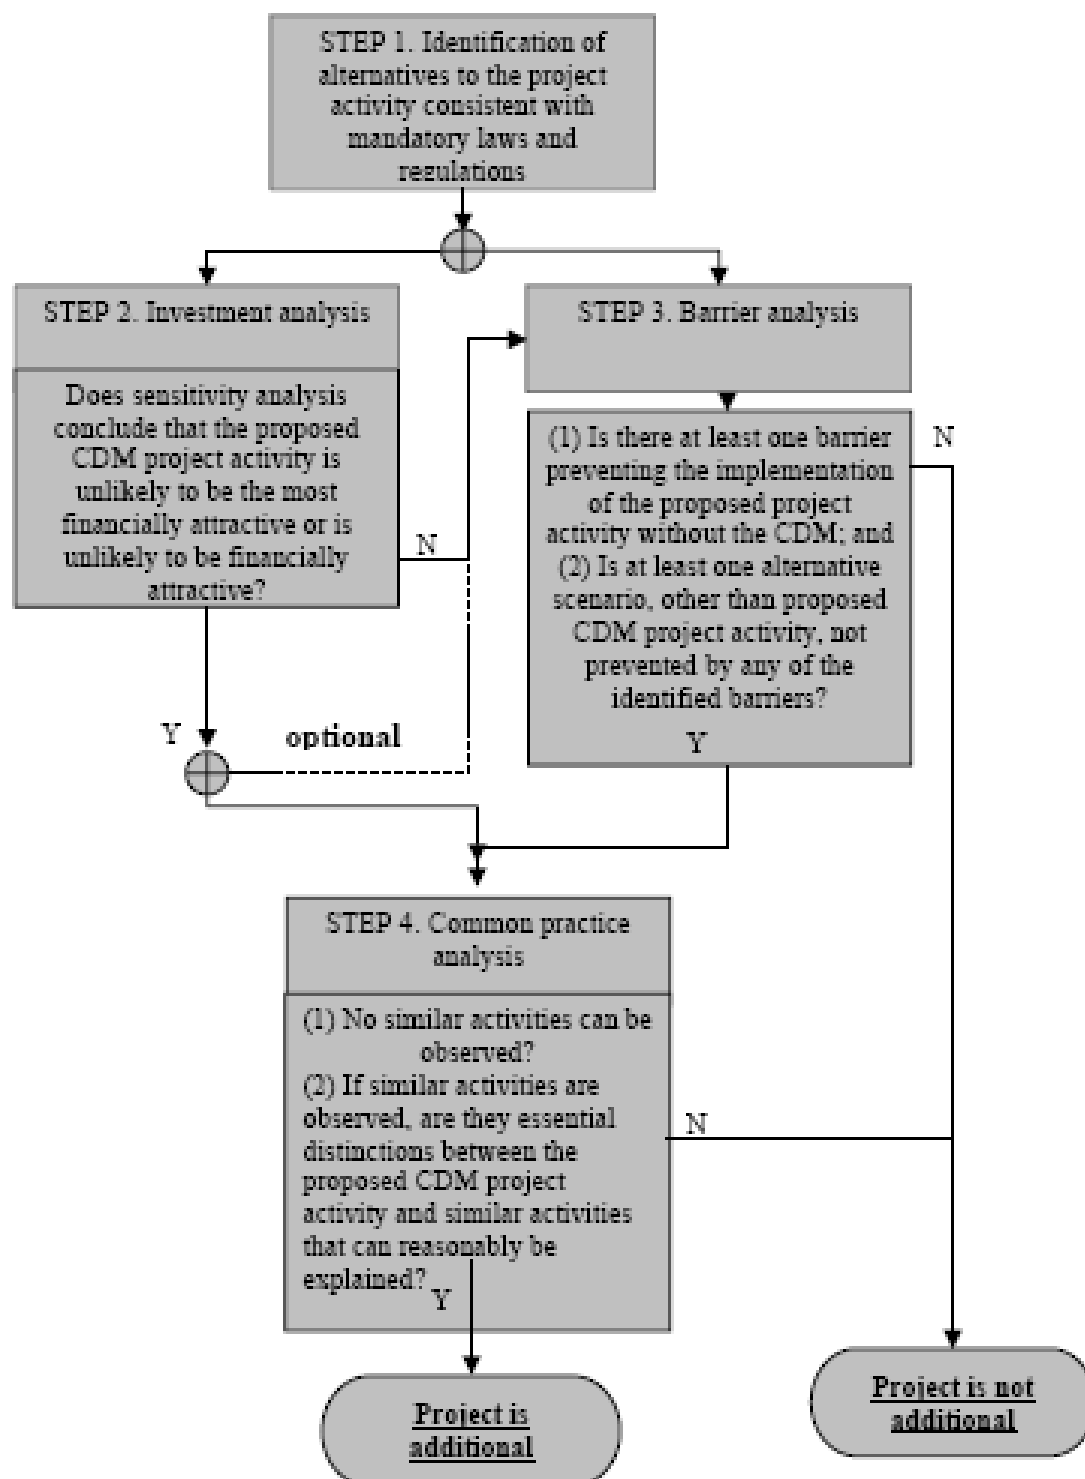 STEP 1. Identification of
alternatives to the project
activity consistent with
mandatory laws and
regulations
STEP 2. Investment analysis
Does sensitivity analysis
conclude that the proposed
CDM project activity is
unlikely to be the most
financially attractive or is
unlikely to be financially
attractive?
N
Y
optional
STEP 3. Barrier analysis
(1) Is there at least one barrier
preventing the implementation
of the proposed project
activity without the CDM; and
(2) Is at least one alternative
scenario, other than proposed
CDM project activity, not
prevented by any of the
identified barriers?
Y
N
STEP 4. Common practice
analysis
(1) No similar activities can be
observed?
(2) If similar activities are
observed, are they essential
distinctions between the
proposed CDM project
activity and similar activities
that can reasonably be
explained?
Y
N
Project is
additional
Project is not
additional